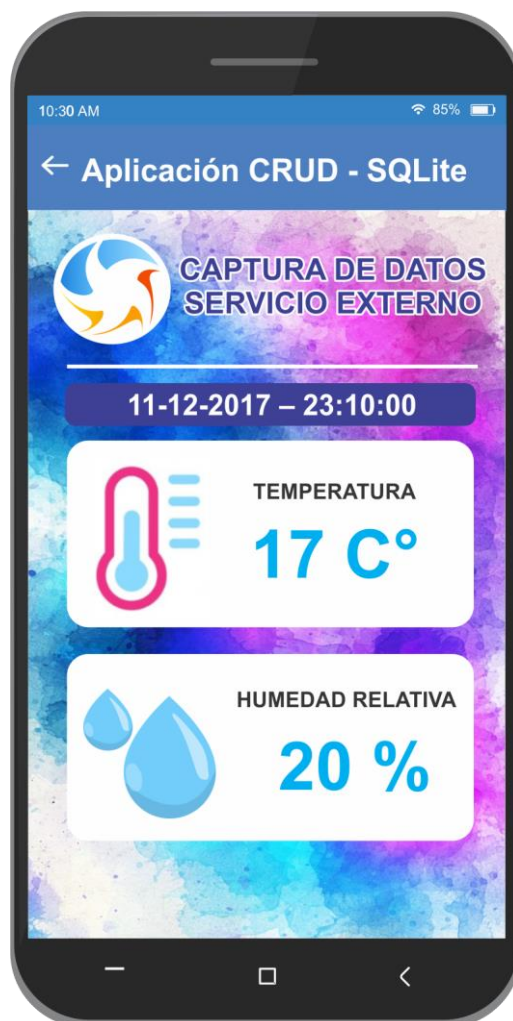 10:30 AM
85%
Aplicación CRUD - SQLite
CAPTURA DE DATOS
SERVICIO EXTERNO
11-12-2017 – 23:10:00
TEMPERATURA
17 C°
HUMEDAD RELATIVA
20 %